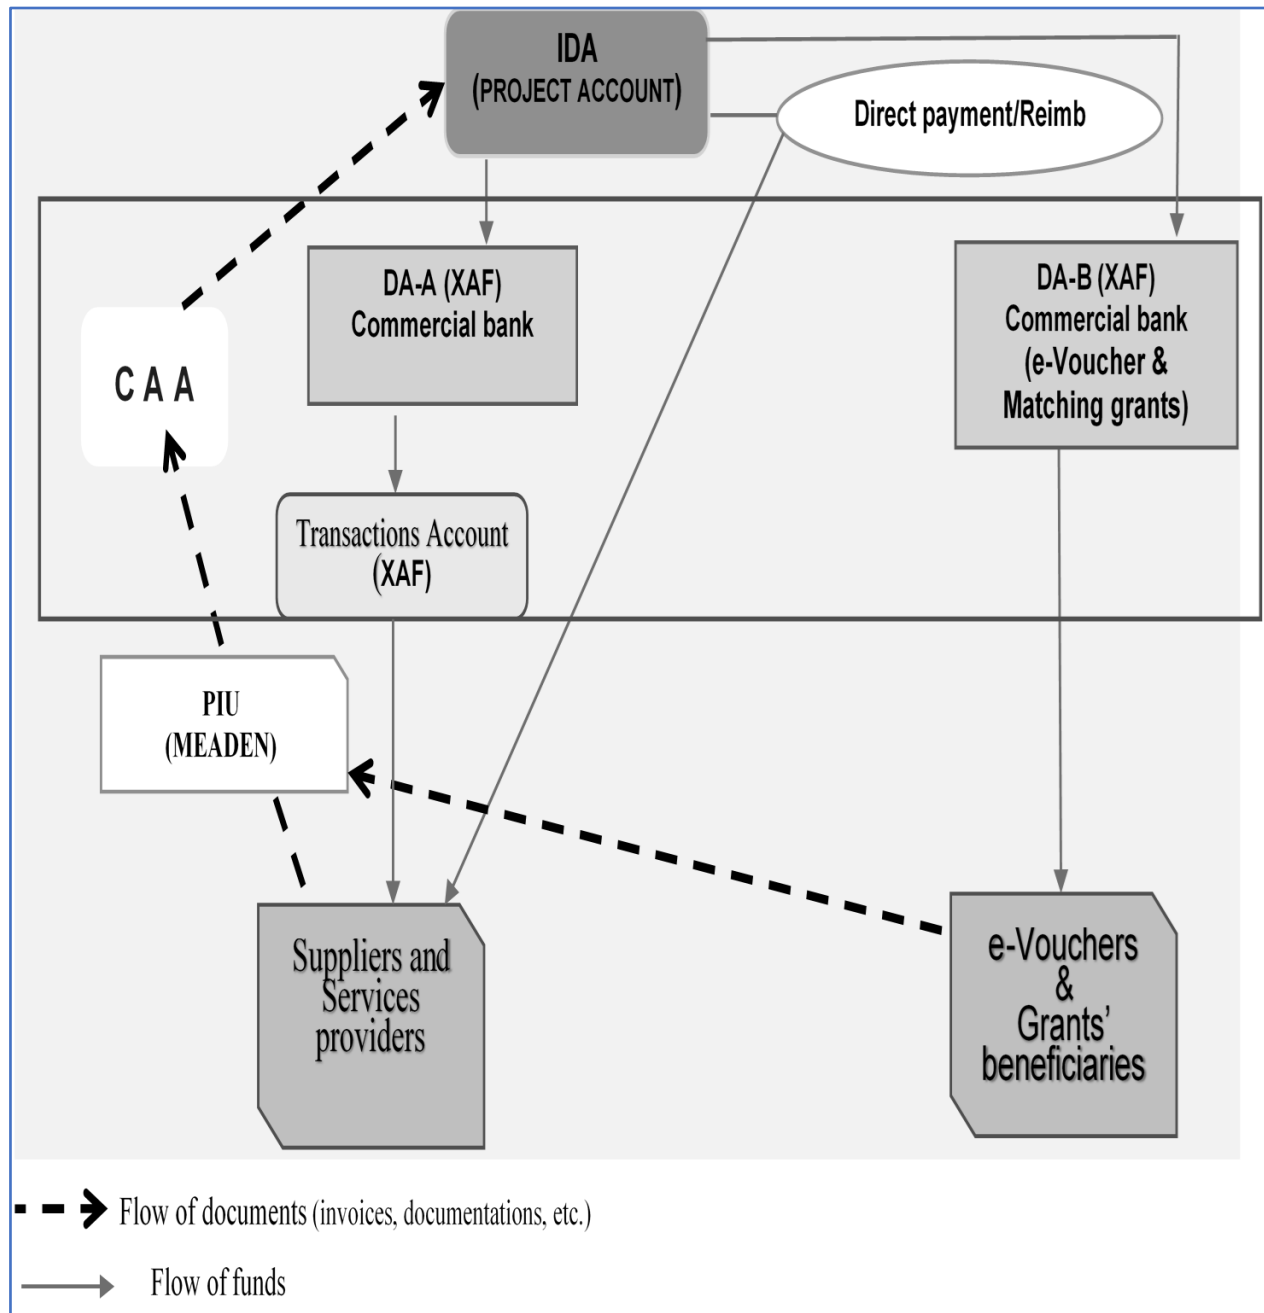 IDA
(PROJECT ACCOUNT)
Direct payment/Reimb
DA-A (XAF)
Commercial bank
DA-B (XAF)
Commercial bank
(e-Voucher &
Matching grants)
C A A
Transactions Account
(XAF)
PIU
(MEADEN)
Suppliers and
Services
providers
e-Vouchers
&
Grants’
beneficiaries
Flow of documents (invoices, documentations, etc.)
Flow of funds